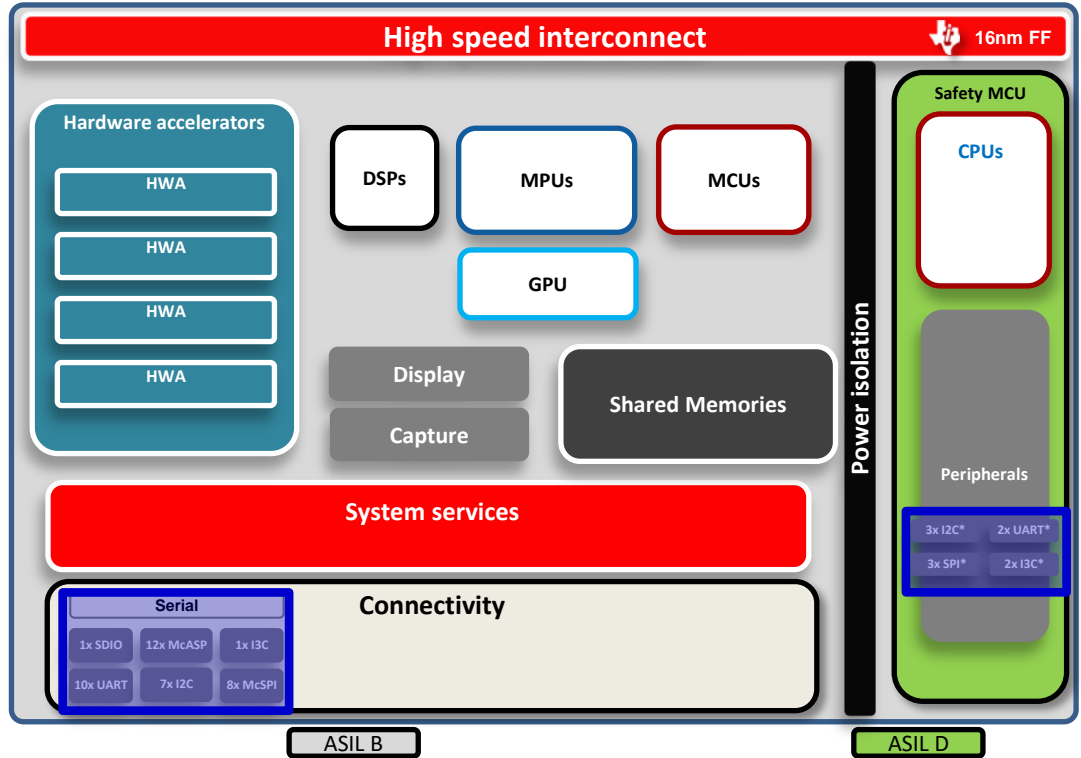 High speed interconnect
16nm FF
Hardware accelerators
HWA
HWA
HWA
HWA
DSPs
MPUs
MCUs
GPU
Display
Capture
Shared Memories
System services
Connectivity
Serial
1x SDIO
12x McASP
1x I3C
10x UART
7x I2C
8x McSPI
Power isolation
Safety MCU
CPUs
Peripherals
3x I2C*
2x UART*
3x SPI*
2x I3C*
ASIL B
ASIL D